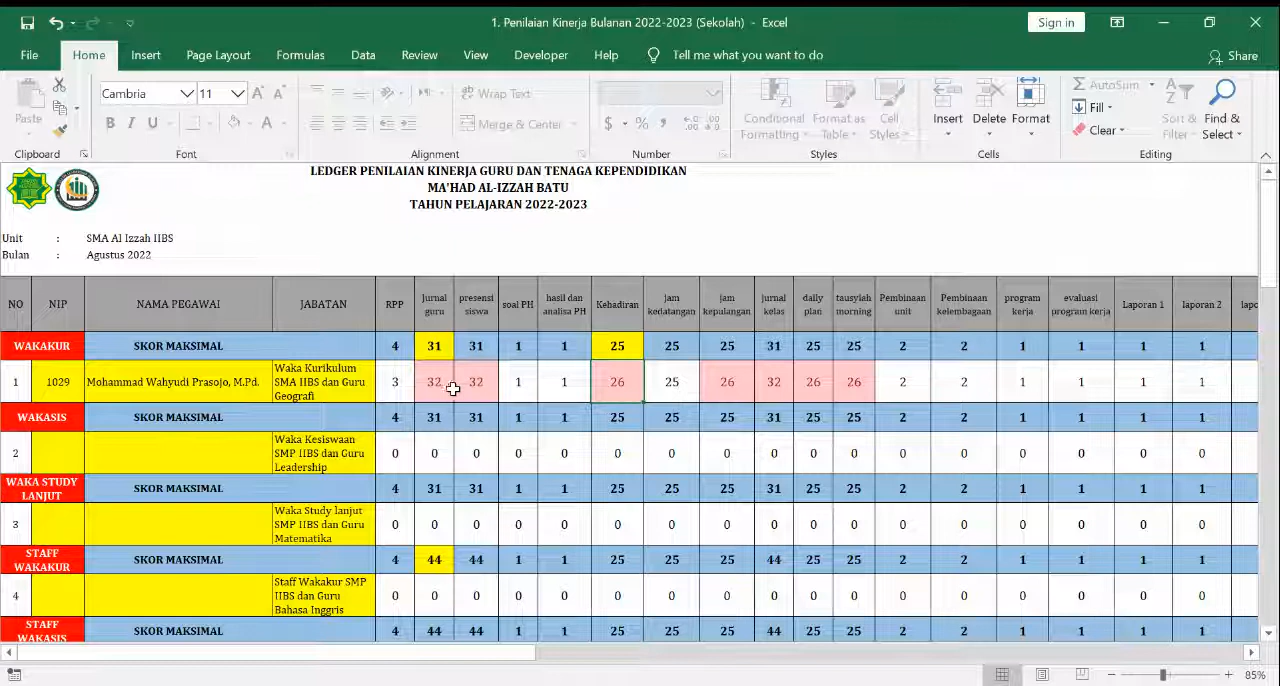 1. Penilaian Kinerja Bulanan 2022-2023 (Sekolah) - Excel
Sign in
File Home Insert Page Layout Formulas Data Review View Developer Help Tell me what you want to do Share
Cambria 11 Wrap Text AutoSum
Paste Conditional Formatting Format as Table Cell Styles Insert Delete Format Fill Sort & Filter Find & Select
B I U Merge & Center $ % Clear
Clipboard Font Alignment Number Styles Cells Editing
LEDGER PENILAIAN KINERJA GURU DAN TENAGA KEPENDIDIKAN
MA'HAD AL-IZZAH BATU
TAHUN PELAJARAN 2022-2023
Unit : SMA Al Izzah IIBS
Bulan : Agustus 2022
NO NIP NAMA PEGAWAI JABATAN RPP jurnal guru presensi siswa soal PH hasil dan analisa PH Kehadiran jam kedatangan jam kepulangan jurnal kelas daily plan tausyiah morning Pembinaan unit Pembinaan kelembagaan program kerja evaluasi program kerja Laporan 1 laporan 2 lapo
WAKAKUR SKOR MAKSIMAL 4 31 31 1 1 25 25 25 31 25 25 2 2 1 1 1 1
1 1029 Mohammad Wahyudi Prasojo, M.Pd. Waka Kurikulum SMA IIBS dan Guru Geografi 3 32 32 1 1 26 25 26 32 26 26 2 2 1 1 1 1
WAKASIS SKOR MAKSIMAL 4 31 31 1 1 25 25 25 31 25 25 2 2 1 1 1 1
2 Waka Kesiswaan SMP IIBS dan Guru Leadership 0 0 0 0 0 0 0 0 0 0 0 0 0 0 0 0 0
WAKA STUDY LANJUT SKOR MAKSIMAL 4 31 31 1 1 25 25 25 31 25 25 2 2 1 1 1 1
3 Waka Study lanjut SMP IIBS dan Guru Matematika 0 0 0 0 0 0 0 0 0 0 0 0 0 0 0 0 0
STAFF WAKAKUR SKOR MAKSIMAL 4 44 44 1 1 25 25 25 44 25 25 2 2 1 1 1 1
4 Staff Wakakur SMP IIBS dan Guru Bahasa Inggris 0 0 0 0 0 0 0 0 0 0 0 0 0 0 0 0 0
STAFF WAKASIS SKOR MAKSIMAL 4 44 44 1 1 25 25 25 44 25 25 2 2 1 1 1 1
85%